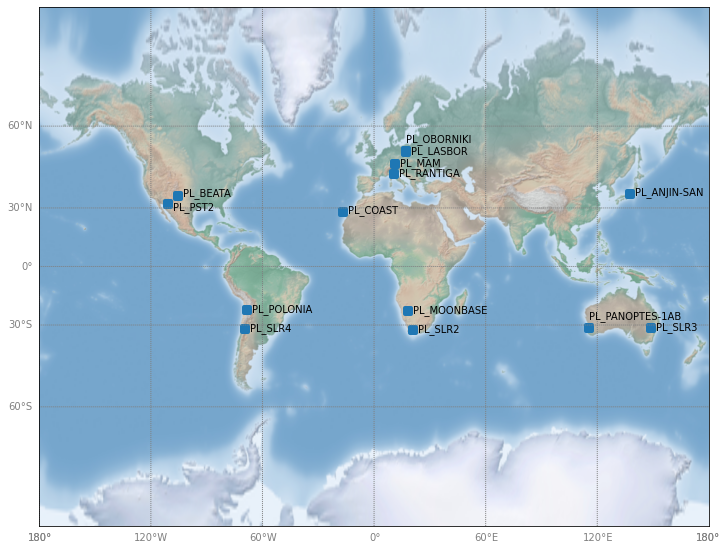 60°N
PL_OBORNIKI
PL_LASBOR
PL_MAM
PL_RANTIGA
PL_BEATA
PL_ANJIN-SAN
PL_PST2
30°N
PL_COAST
0°
PL_POLONIA
PL_MOONBASE
PL_PANOPTES-1AB
30°S
PL_SLR4
PL_SLR2
PL_SLR3
60°S
180°
120°W
60°W
0°
60°E
120°E
180°